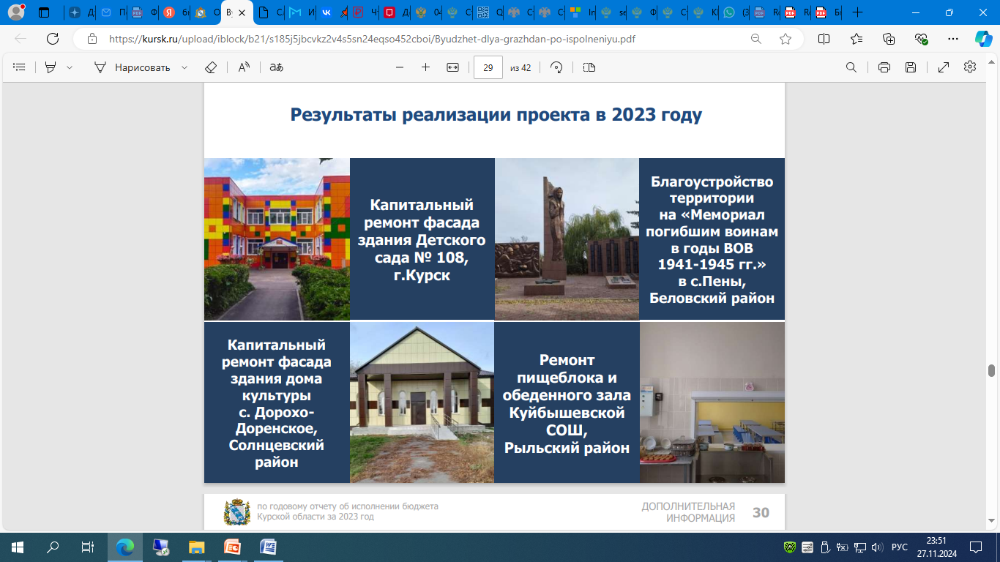 Д
П
Ф
б
О
Ву
С
И
К
Ч
Д
04
С
Q
С
С
In
se
Ф
С
Kl
(3
R
R
Бі
https://kursk.ru/upload/iblock/b21/s185j5jbcvkz2v4s5sn24eqso452cboi/Byudzhet-dlya-grazhdan-po-ispolneniyu.pdf
Нарисовать
29 из 42
Результаты реализации проекта в 2023 году
Капитальный
ремонт фасада
здания Детского
сада № 108,
г.Курск
Благоустройство
территории
на «Мемориал
погибшим воинам
в годы ВОВ
1941-1945 гг.»
в с.Пены,
Беловский район
Капитальный
ремонт фасада
здания дома
культуры
с. Дорохо-
Доренское,
Солнцевский
район
Ремонт
пищеблока и
обеденного зала
Куйбышевской
СОШ,
Рыльский район
по годовому отчету об исполнении бюджета
Курской области за 2023 год
ДОПОЛНИТЕЛЬНАЯ
ИНФОРМАЦИЯ
30
РУС
23:51
27.11.2024